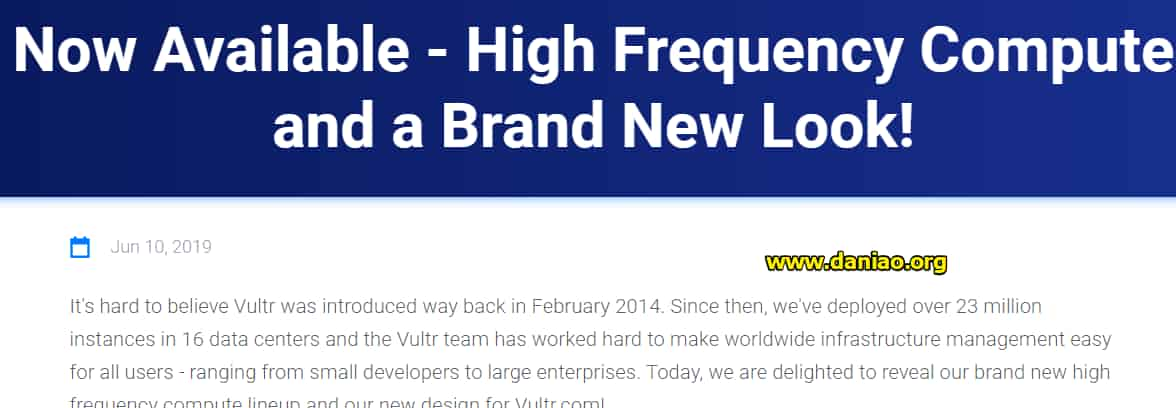 Now Available - High Frequency Compute
and a Brand New Look!
Jun 10, 2019
www.daniao.org
It's hard to believe Vultr was introduced way back in February 2014. Since then, we've deployed over 23 million
instances in 16 data centers and the Vultr team has worked hard to make worldwide infrastructure management easy
for all users - ranging from small developers to large enterprises. Today, we are delighted to reveal our brand new high
frequency compute lineup and our new design for Vultr.com!